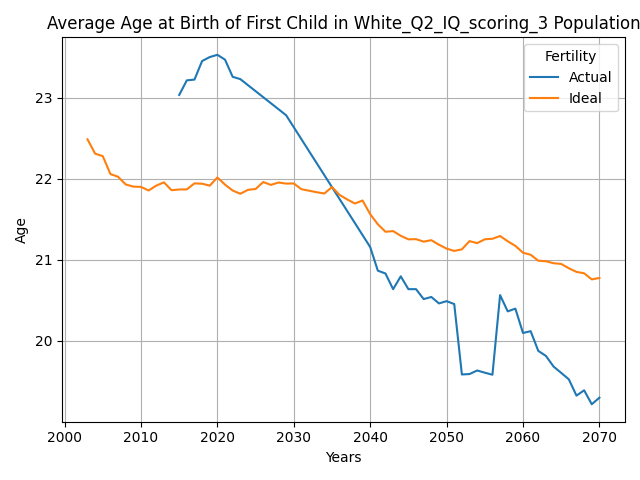 Average Age at Birth of First Child in White_Q2_IQ_scoring_3 Population
Fertility
Actual
Ideal
23
22
21
20
Age
2000 2010 2020 2030 2040 2050 2060 2070
Years